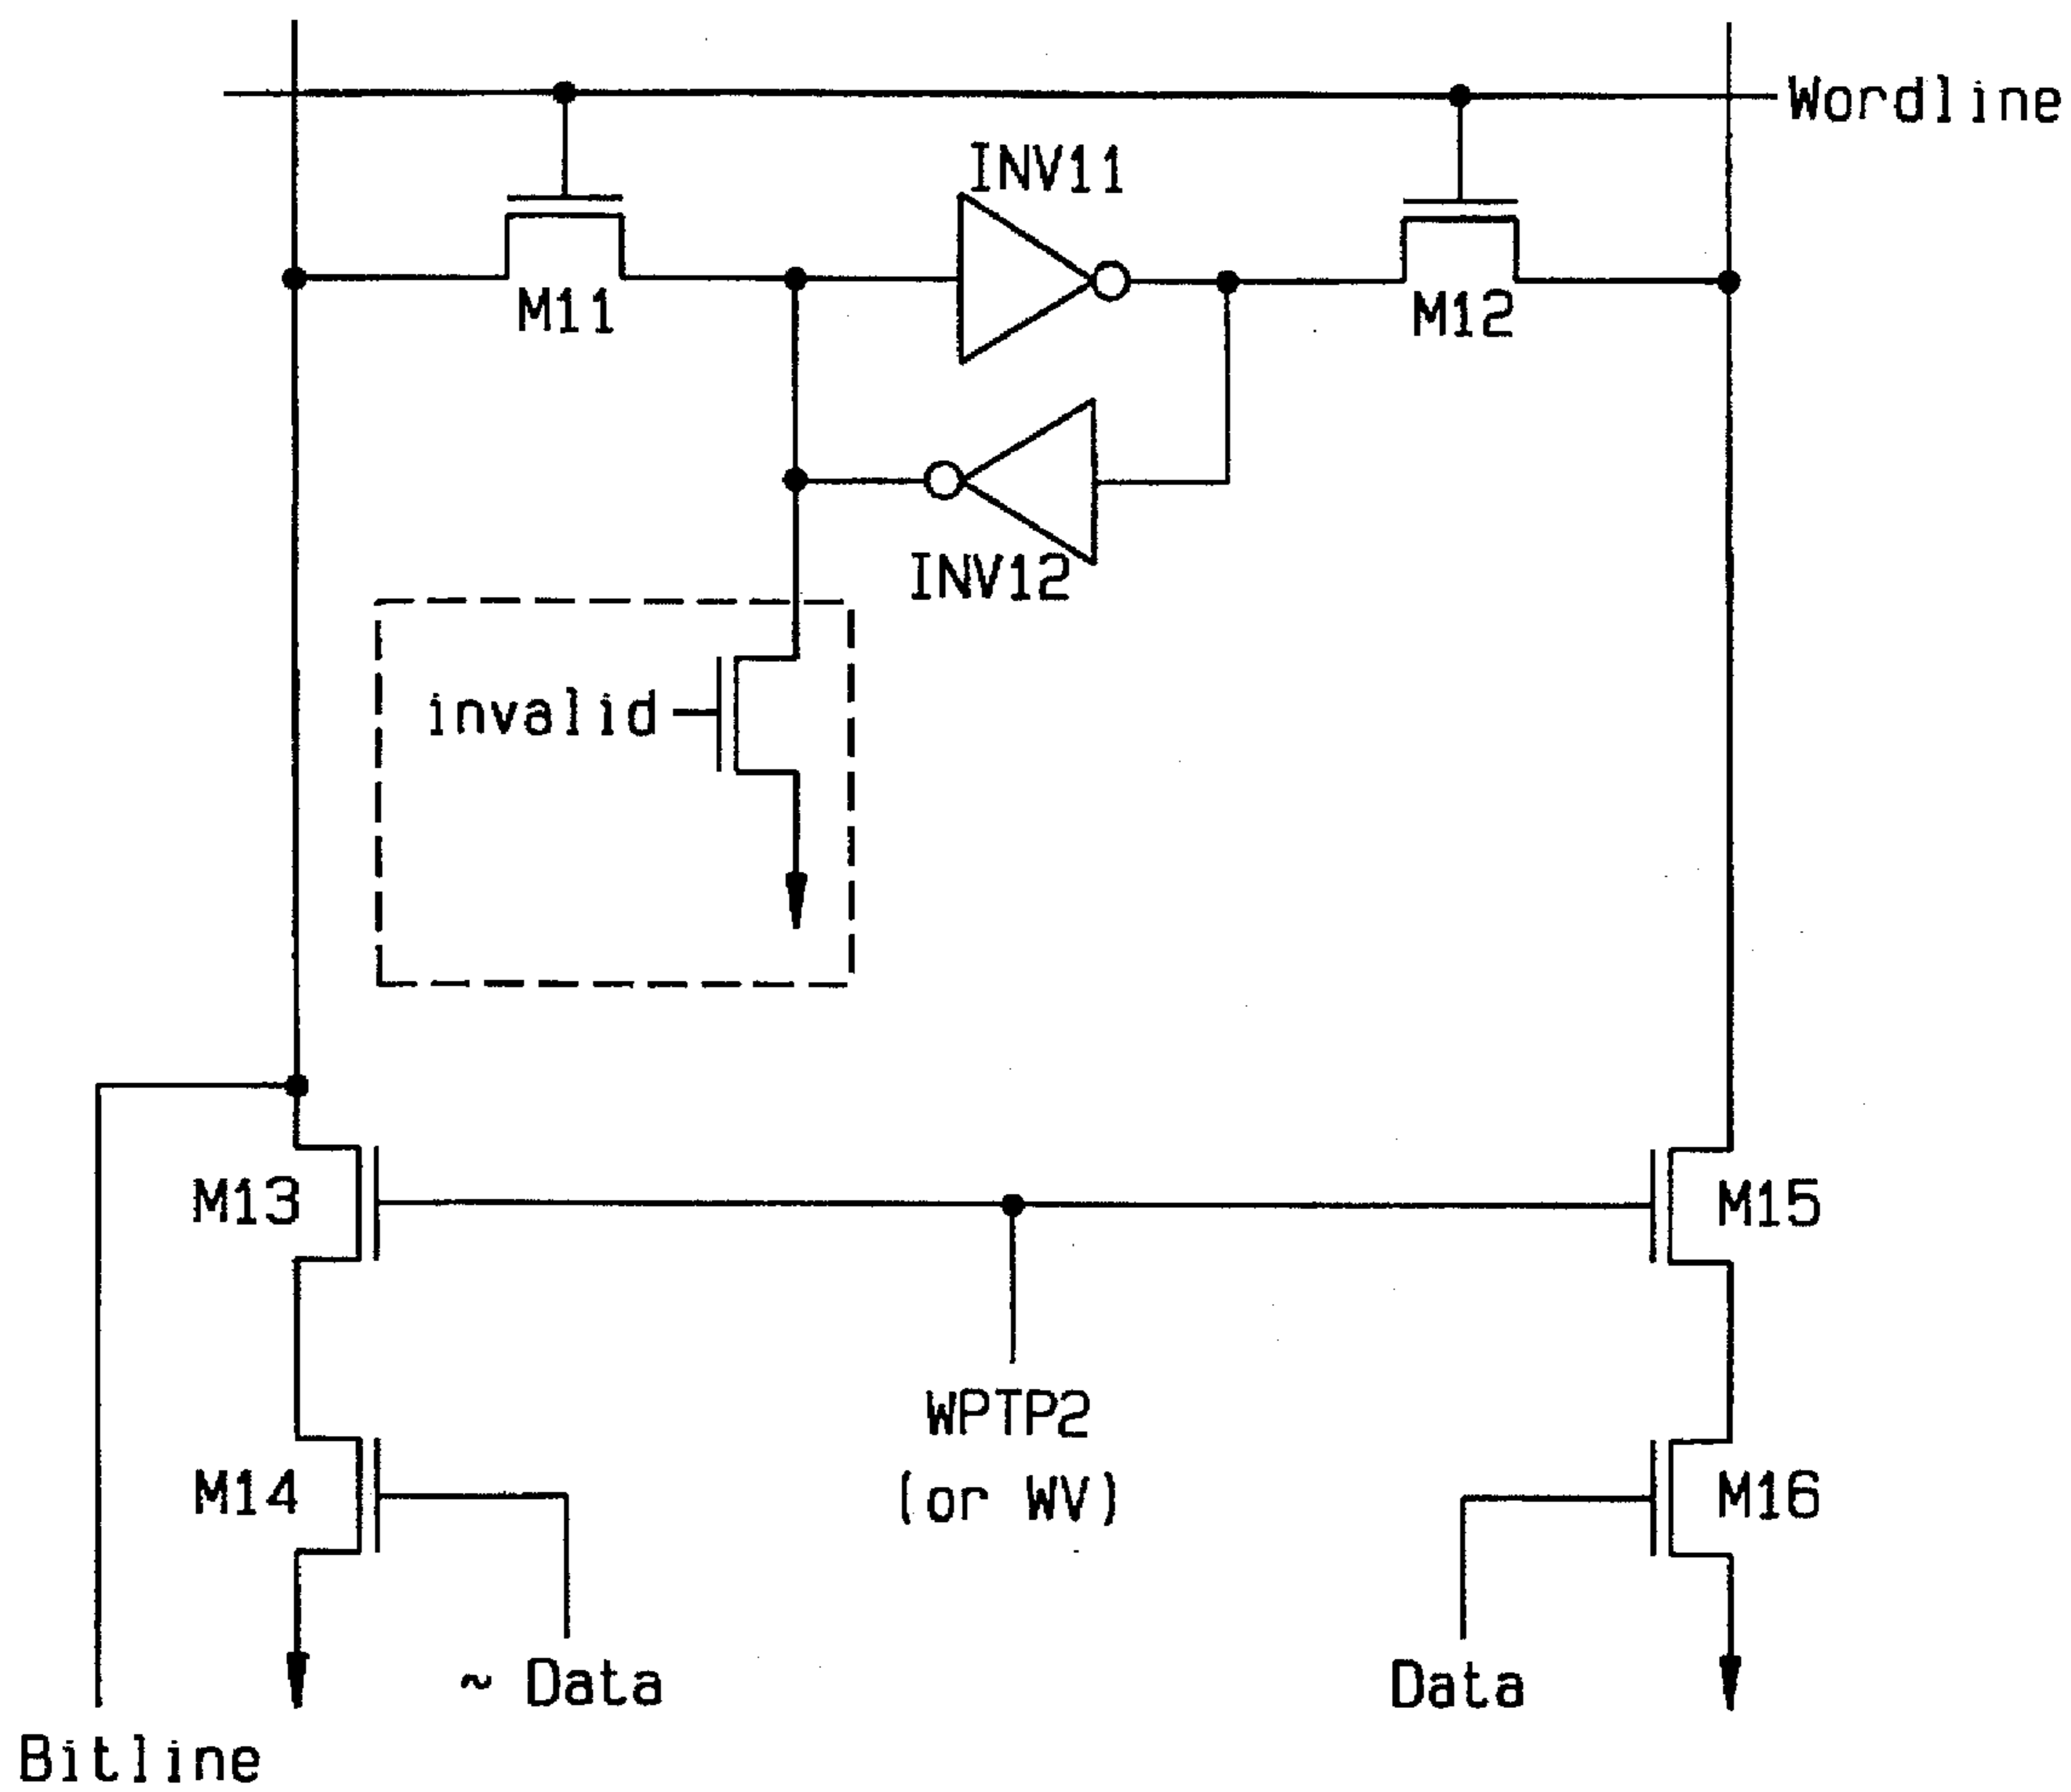 Wordline
INV11
M11
M12
INV12
invalid
M13
M15
WPTP2
(or WV)
M14
M16
~ Data
Data
Bitline